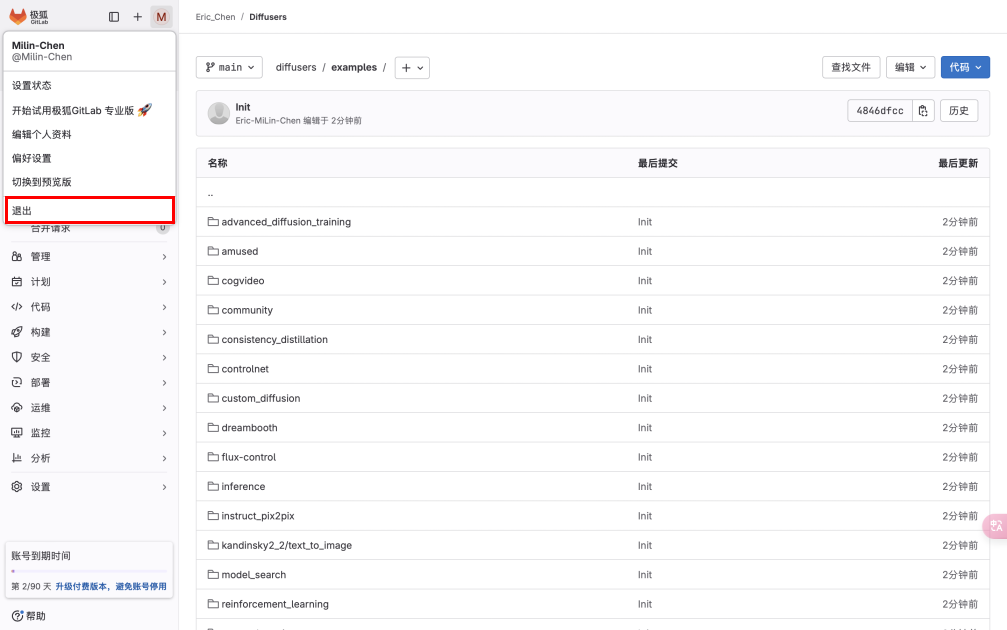 极狐
GitLab
M
Milin-Chen
@Milin-Chen
设置状态
开始试用极狐GitLab 专业版 🚀
编辑个人资料
偏好设置
切换到预览版
退出
合并请求 0
管理
计划
代码
构建
安全
部署
运维
监控
分析
设置
账号到期时间
第 2/90 天 升级付费版本，避免账号停用
帮助
Eric_Chen / Diffusers
main
diffusers / examples /
查找文件
编辑
代码
Init
Eric-MiLin-Chen 编辑于 2分钟前
4846dfcc
历史
名称 最后提交 最后更新
..
advanced_diffusion_training Init 2分钟前
amused Init 2分钟前
cogvideo Init 2分钟前
community Init 2分钟前
consistency_distillation Init 2分钟前
controlnet Init 2分钟前
custom_diffusion Init 2分钟前
dreambooth Init 2分钟前
flux-control Init 2分钟前
inference Init 2分钟前
instruct_pix2pix Init 2分钟前
kandinsky2_2/text_to_image Init 2分钟前
model_search Init 2分钟前
reinforcement_learning Init 2分钟前